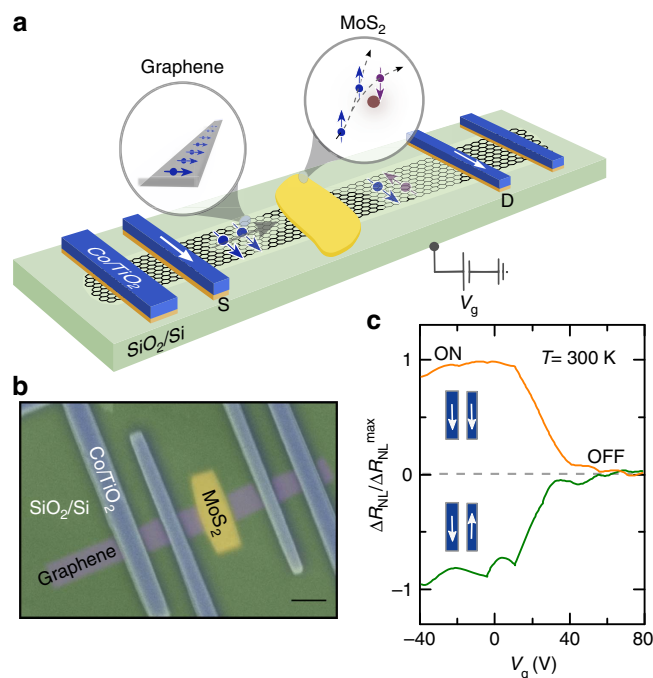 a
MoS2
Graphene
D
Co/TiO2
S
Vg
SiO2/Si
b
Co/TiO2
SiO2/Si
MoS2
Graphene
c
ON
T= 300 K
OFF
ΔRNL/ΔRNLmax
1
0
−1
−40 0 40 80
Vg (V)